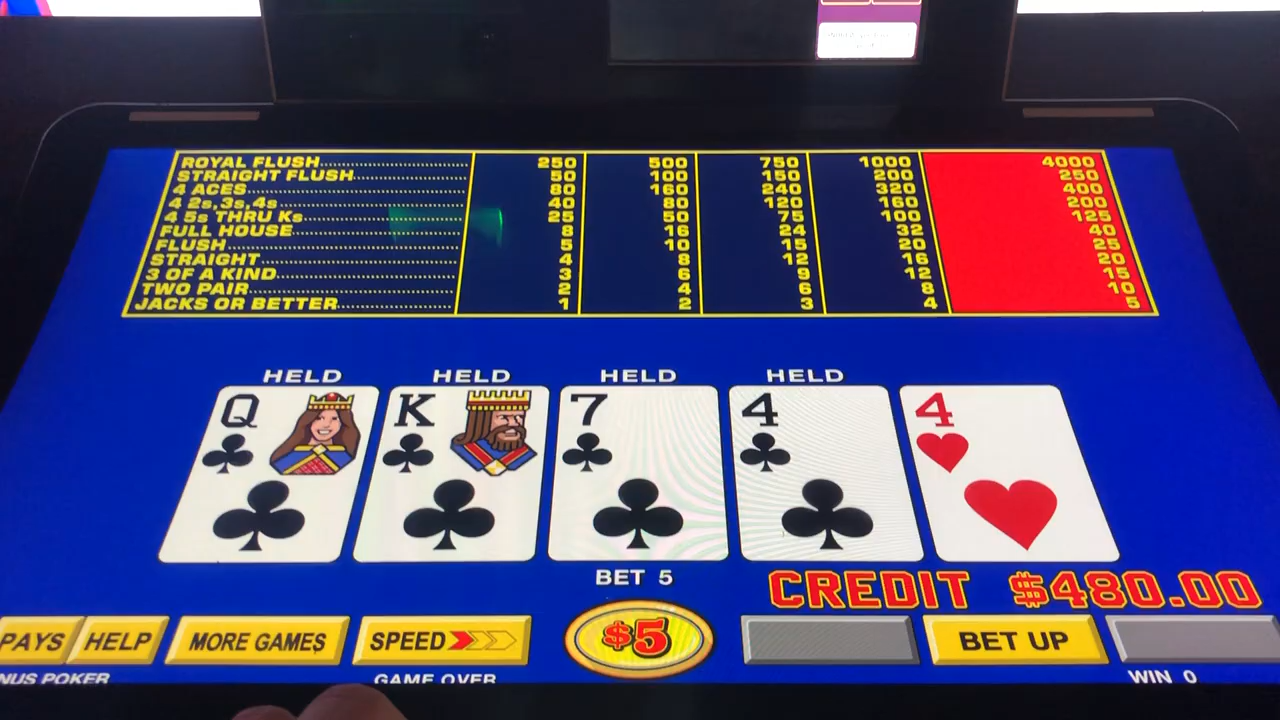 ROYAL FLUSH 250 500 750 1000 4000
STRAIGHT FLUSH 50 100 150 200 250
4 ACES 80 160 240 320 400
4 2s,3s,4s 40 80 120 160 200
4 5s THRU Ks 25 50 75 100 125
FULL HOUSE 8 16 24 32 40
FLUSH 5 10 15 20 25
STRAIGHT 4 8 12 16 20
3 OF A KIND 3 6 9 12 15
TWO PAIR 2 4 6 8 10
JACKS OR BETTER 1 2 3 4 5
HELD HELD HELD HELD
Q K 7 4 4
BET 5
CREDIT $480.00
PAYS HELP MORE GAMES SPEED $5 BET UP
NUS POKER GAME OVER WIN 0